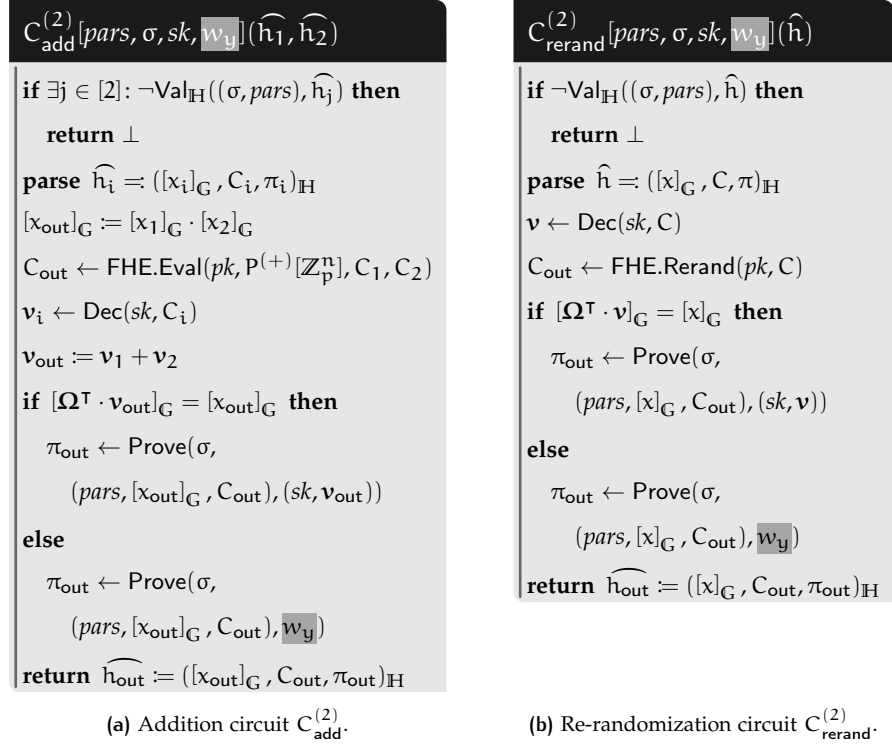 C_add^(2)[pars, σ, sk, w_y](ĥ_1, ĥ_2)
if ∃j ∈ [2]: ¬Val_ℍ((σ, pars), ĥ_j) then
return ⊥
parse ĥ_i =: ([x_i]_𝔾, C_i, π_i)_ℍ
[x_out]_𝔾 := [x_1]_𝔾 · [x_2]_𝔾
C_out ← FHE.Eval(pk, P^(+)[ℤ_p^n], C_1, C_2)
v_i ← Dec(sk, C_i)
v_out := v_1 + v_2
if [Ω^⊤ · v_out]_𝔾 = [x_out]_𝔾 then
π_out ← Prove(σ,
(pars, [x_out]_𝔾, C_out), (sk, v_out))
else
π_out ← Prove(σ,
(pars, [x_out]_𝔾, C_out), w_y)
return ĥ_out := ([x_out]_𝔾, C_out, π_out)_ℍ
(a) Addition circuit C_add^(2).
C_rerand^(2)[pars, σ, sk, w_y](ĥ)
if ¬Val_ℍ((σ, pars), ĥ) then
return ⊥
parse ĥ =: ([x]_𝔾, C, π)_ℍ
v ← Dec(sk, C)
C_out ← FHE.Rerand(pk, C)
if [Ω^⊤ · v]_𝔾 = [x]_𝔾 then
π_out ← Prove(σ,
(pars, [x]_𝔾, C_out), (sk, v))
else
π_out ← Prove(σ,
(pars, [x]_𝔾, C_out), w_y)
return ĥ_out := ([x]_𝔾, C_out, π_out)_ℍ
(b) Re-randomization circuit C_rerand^(2).